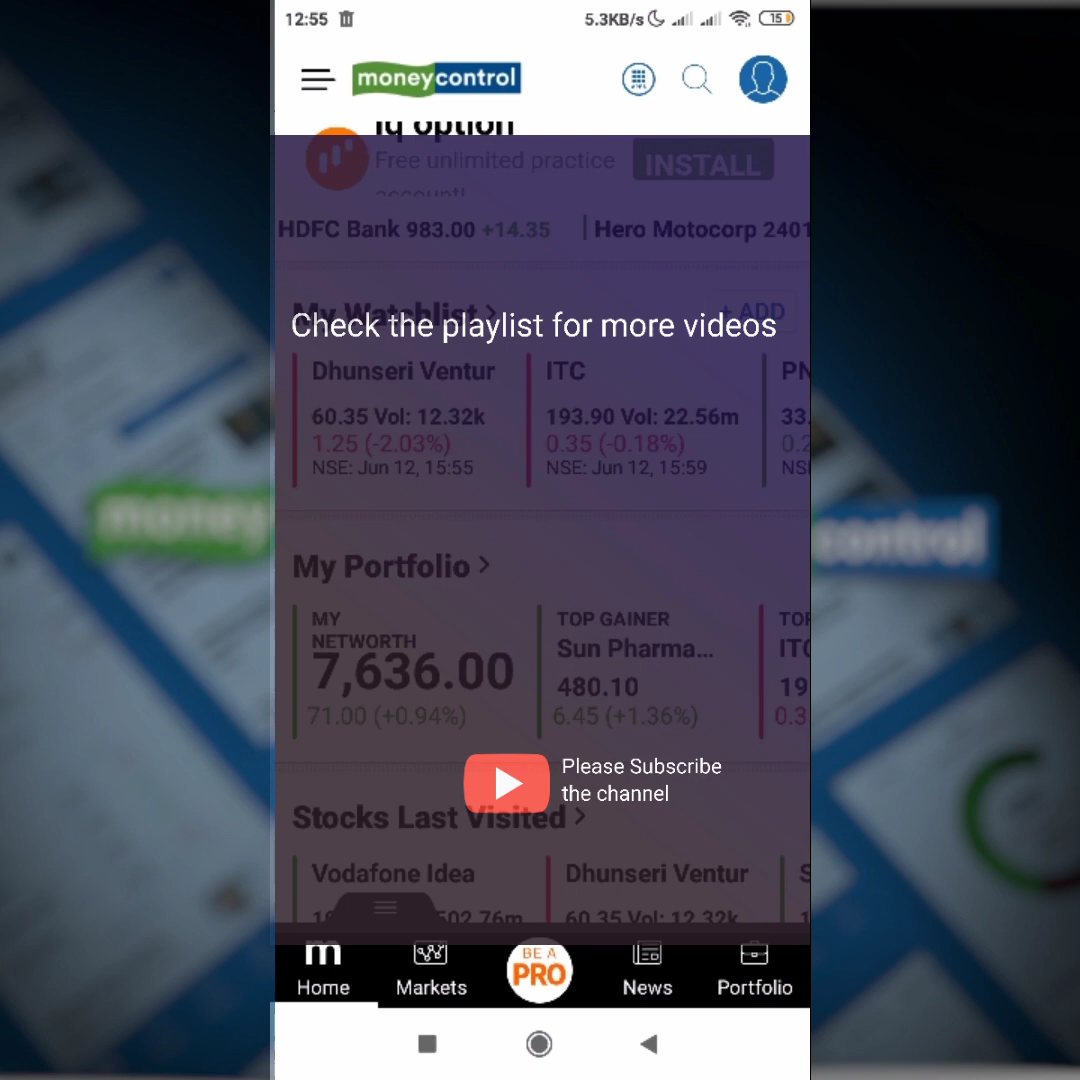 12:55 5.3KB/s 15
moneycontrol
iq option
Free unlimited practice
account!
INSTALL
HDFC Bank 983.00 +14.35 Hero Motocorp 2401
My Watchlist >
+ ADD
Check the playlist for more videos
Dhunseri Ventur
60.35 Vol: 12.32k
1.25 (-2.03%)
NSE: Jun 12, 15:55
ITC
193.90 Vol: 22.56m
0.35 (-0.18%)
NSE: Jun 12, 15:59
PN
33.
0.2
NS
money
control
My Portfolio >
MY
NETWORTH
7,636.00
71.00 (+0.94%)
TOP GAINER
Sun Pharma...
480.10
6.45 (+1.36%)
TO
ITC
19
0.3
Please Subscribe
the channel
Stocks Last Visited >
Vodafone Idea
502.76m
Dhunseri Ventur
60.35 Vol: 12.32k
S
1
m
Home
Markets
BE A
PRO
News
Portfolio